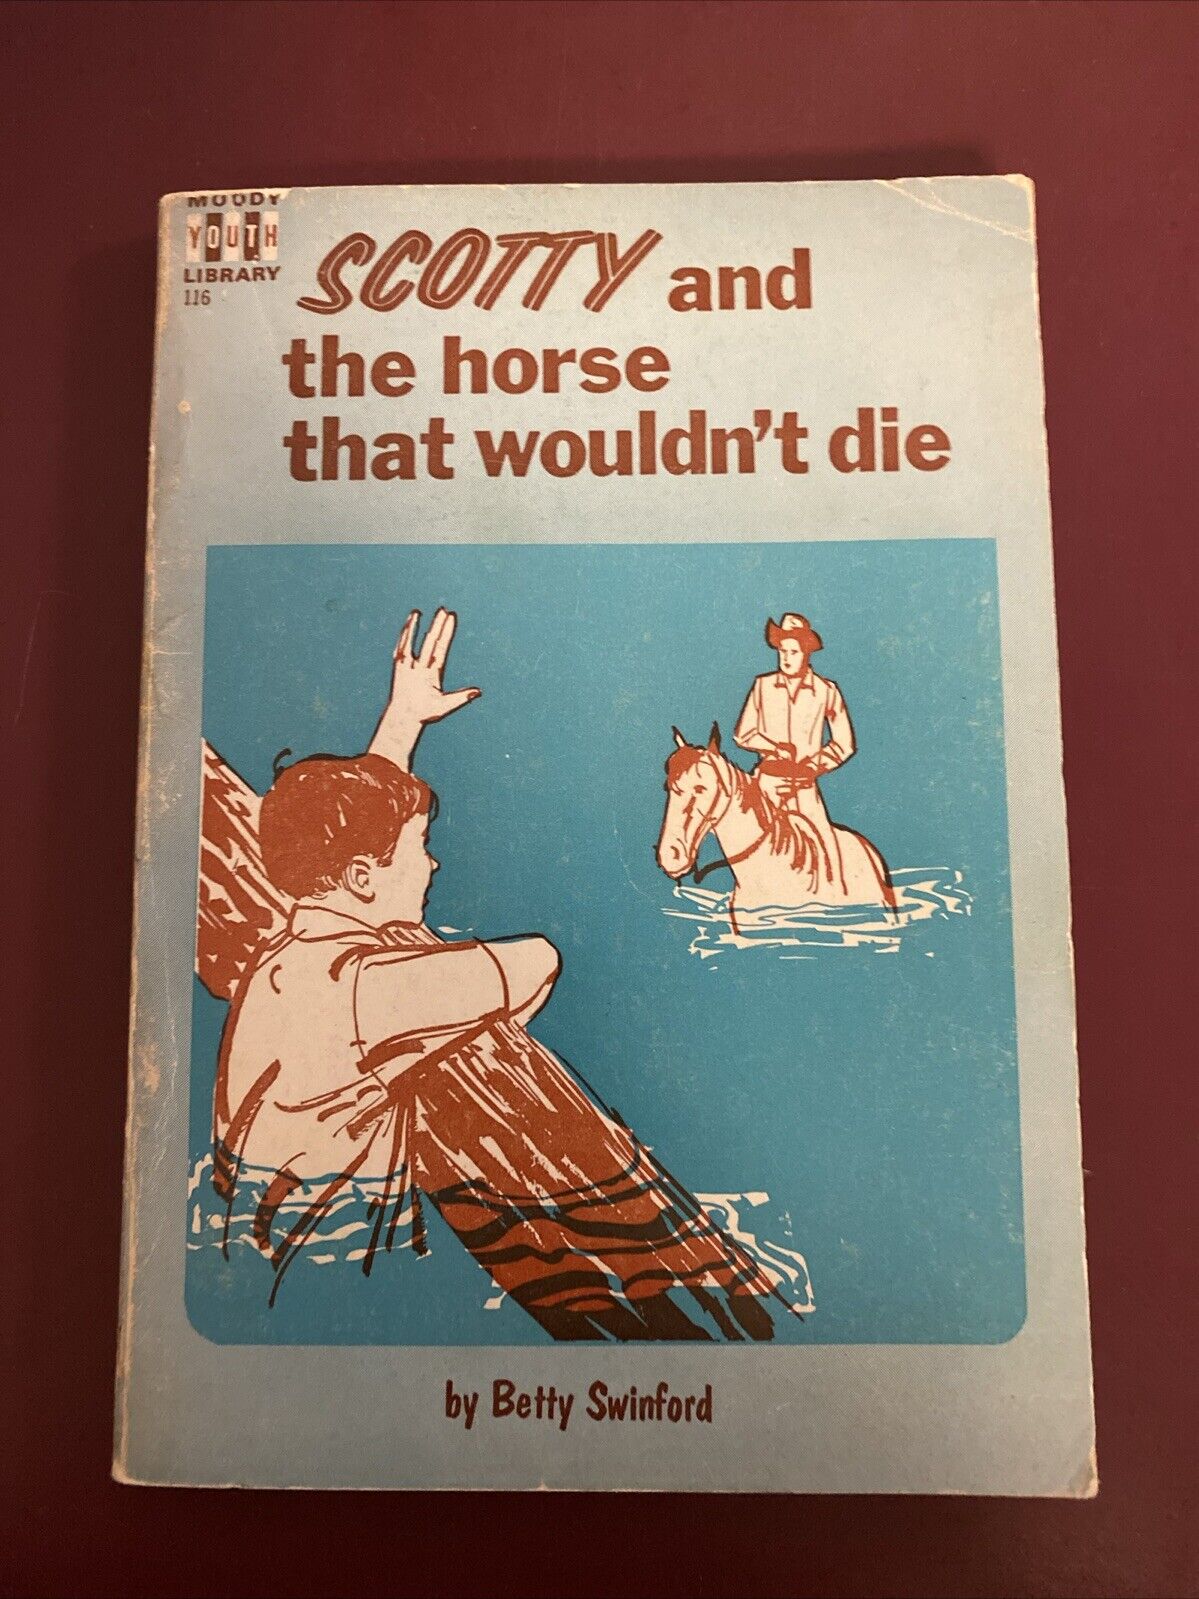 MOODY
YOUTH
LIBRARY
116
SCOTTY and
the horse
that wouldn't die
by Betty Swinford